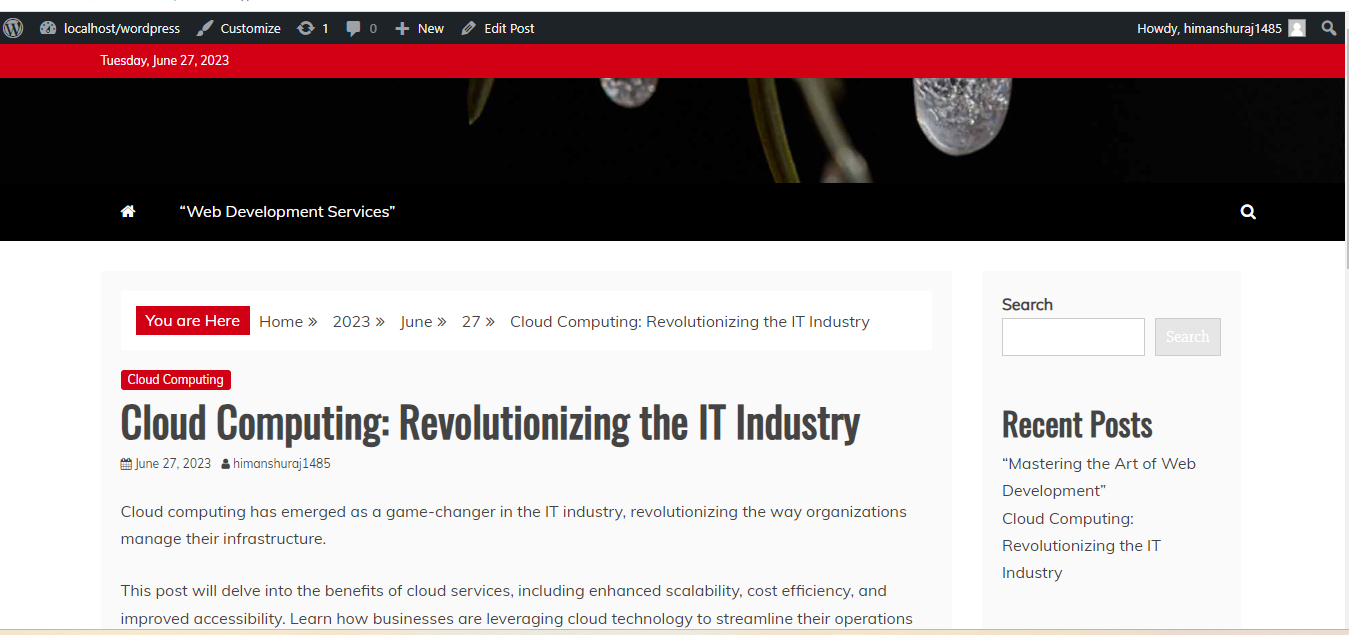 localhost/wordpress Customize 1 0 New Edit Post Howdy, himanshuraj1485
Tuesday, June 27, 2023
“Web Development Services”
You are Here Home » 2023 » June » 27 » Cloud Computing: Revolutionizing the IT Industry
Cloud Computing
Cloud Computing: Revolutionizing the IT Industry
June 27, 2023 himanshuraj1485
Cloud computing has emerged as a game-changer in the IT industry, revolutionizing the way organizations
manage their infrastructure.
This post will delve into the benefits of cloud services, including enhanced scalability, cost efficiency, and
improved accessibility. Learn how businesses are leveraging cloud technology to streamline their operations
Search
Search
Recent Posts
“Mastering the Art of Web
Development”
Cloud Computing:
Revolutionizing the IT
Industry